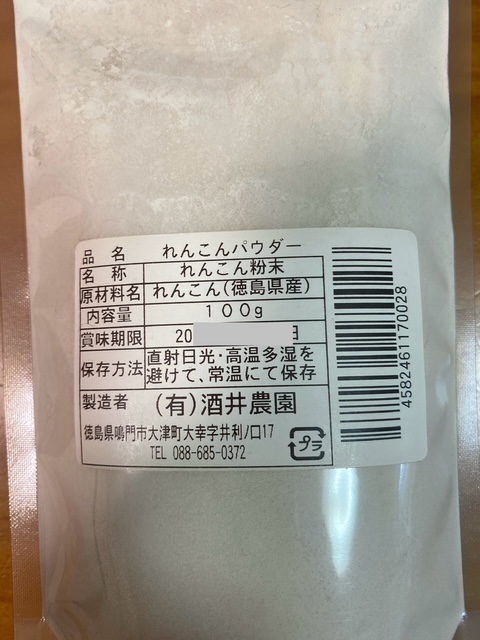 品名 れんこんパウダー
名称 れんこん粉末
原材料名 れんこん(徳島県産)
内容量 100g
賞味期限 20 日
保存方法 直射日光・高温多湿を
避けて、常温にて保存
製造者 (有)酒井農園
徳島県鳴門市大津町大幸字井利ノ口17
TEL 088-685-0372
プラ
4582461170028